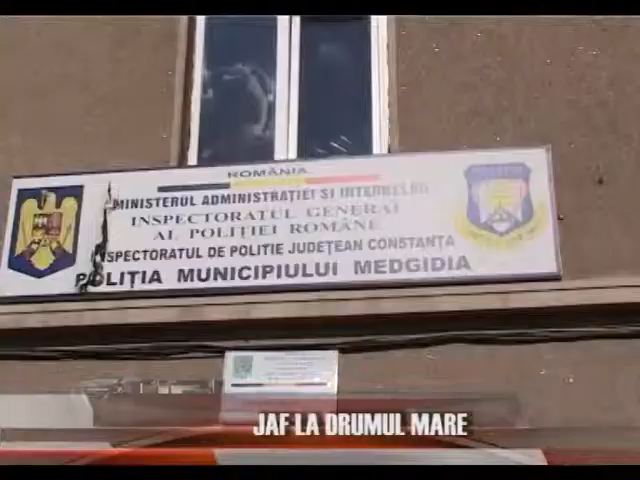 ROMÂNIA
MINISTERUL ADMINISTRAȚIEI ȘI INTERNELOR
INSPECTORATUL GENERAL
AL POLIȚIEI ROMÂNE
INSPECTORATUL DE POLITIE JUDEȚEAN CONSTANȚA
POLIȚIA MUNICIPIULUI MEDGIDIA
JAF LA DRUMUL MARE